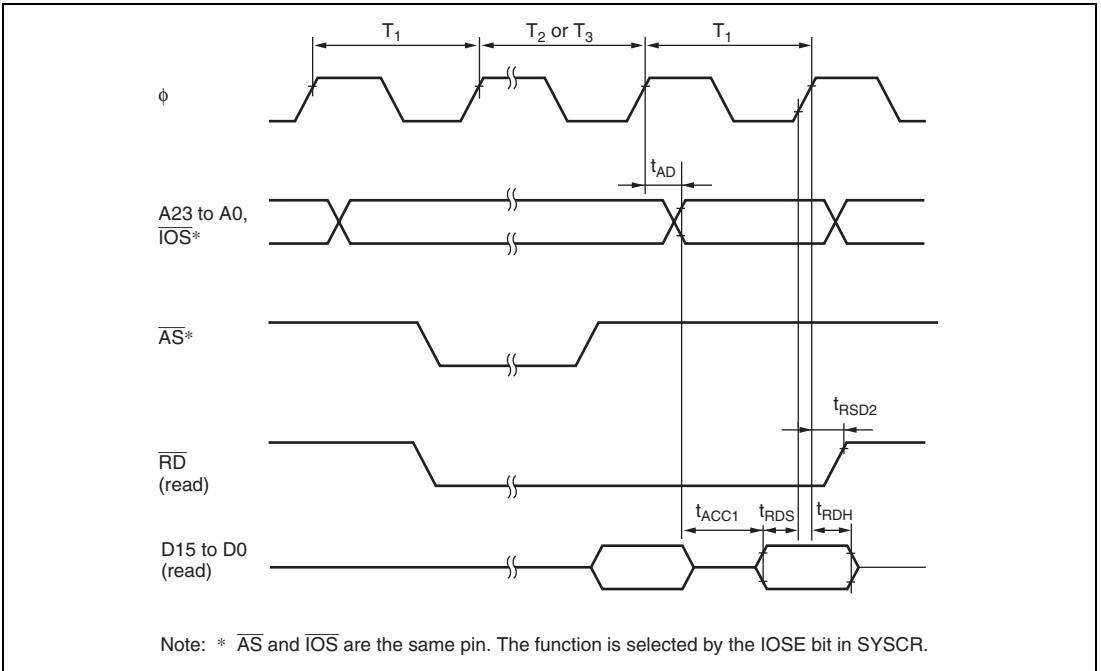 T1 T2 or T3 T1
φ
tAD
A23 to A0,
IOS*
AS*
tRSD2
RD
(read)
tACC1 tRDS tRDH
D15 to D0
(read)
Note: * AS and IOS are the same pin. The function is selected by the IOSE bit in SYSCR.